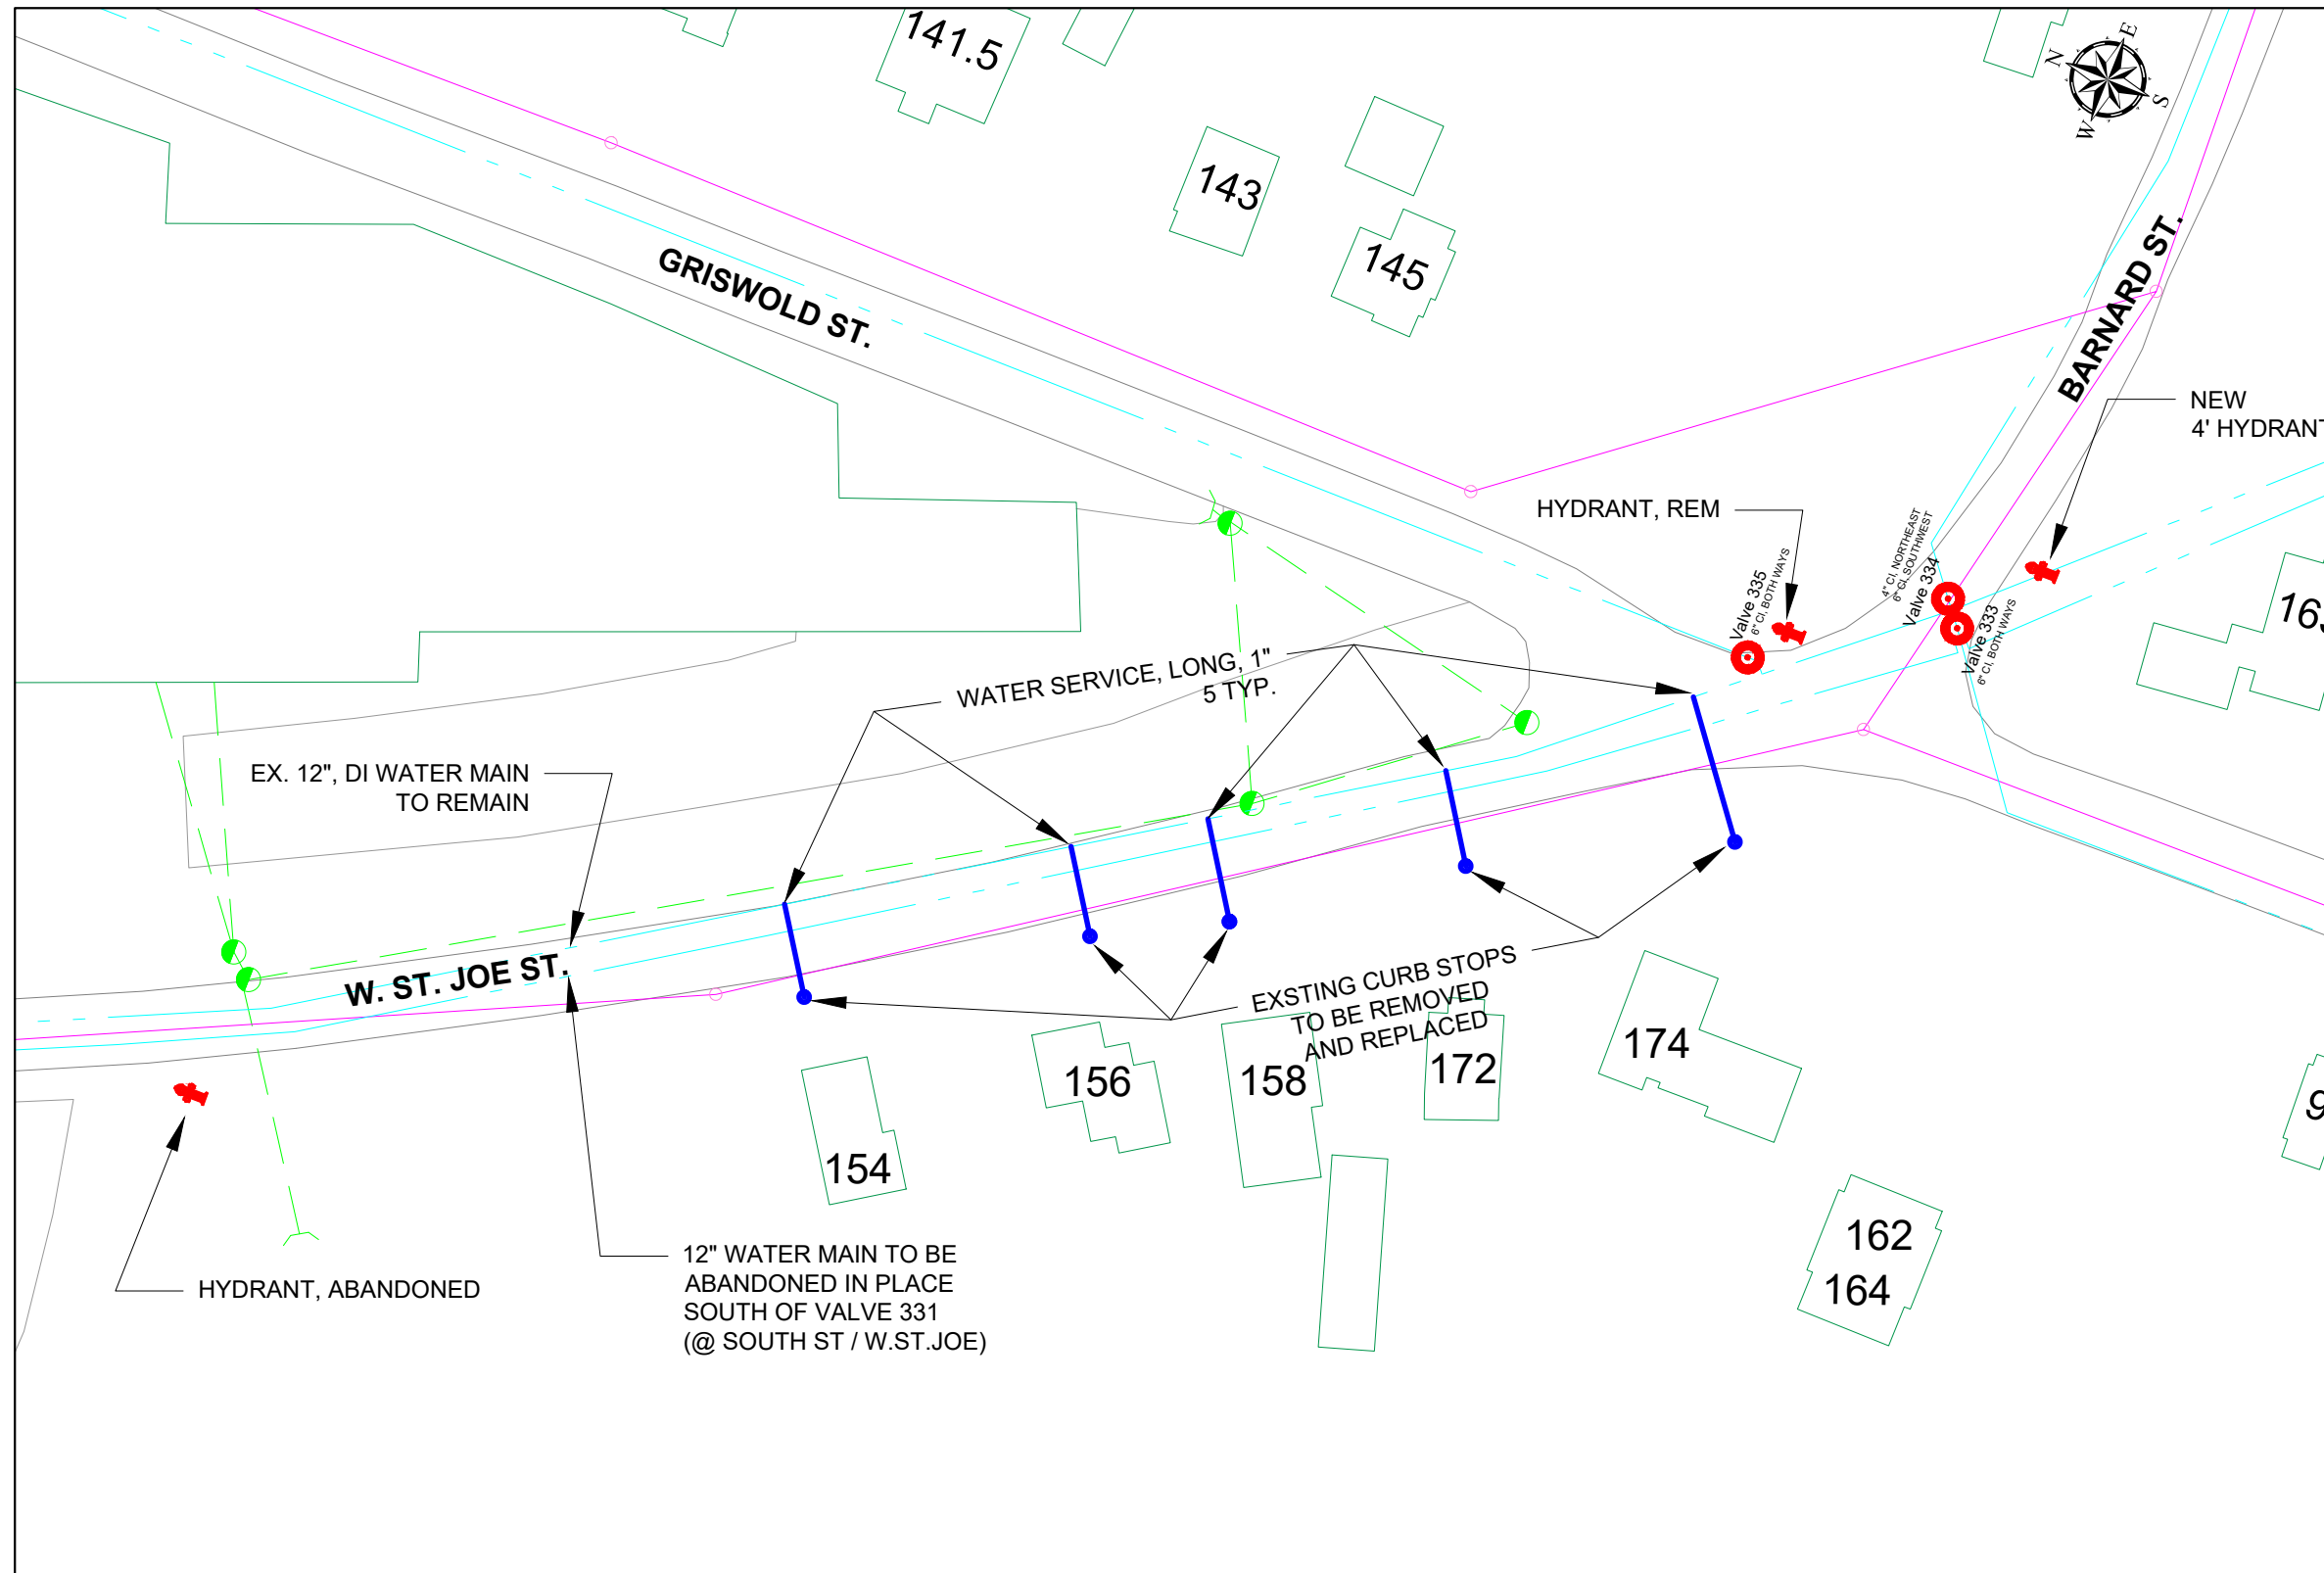 141.5
N
E
S
W
143
145
GRISWOLD ST.
BARNARD ST.
NEW
4' HYDRANT
HYDRANT, REM
Valve 335
6" CI. BOTH WAYS
4" CI. NORTHEAST
6" CI. SOUTHWEST
Valve 334
Valve 333
6" CI. BOTH WAYS
WATER SERVICE, LONG, 1"
5 TYP.
EX. 12", DI WATER MAIN
TO REMAIN
W. ST. JOE ST.
EXSTING CURB STOPS
TO BE REMOVED
AND REPLACED
154
156
158
172
174
162
164
HYDRANT, ABANDONED
12" WATER MAIN TO BE
ABANDONED IN PLACE
SOUTH OF VALVE 331
(@ SOUTH ST / W.ST.JOE)